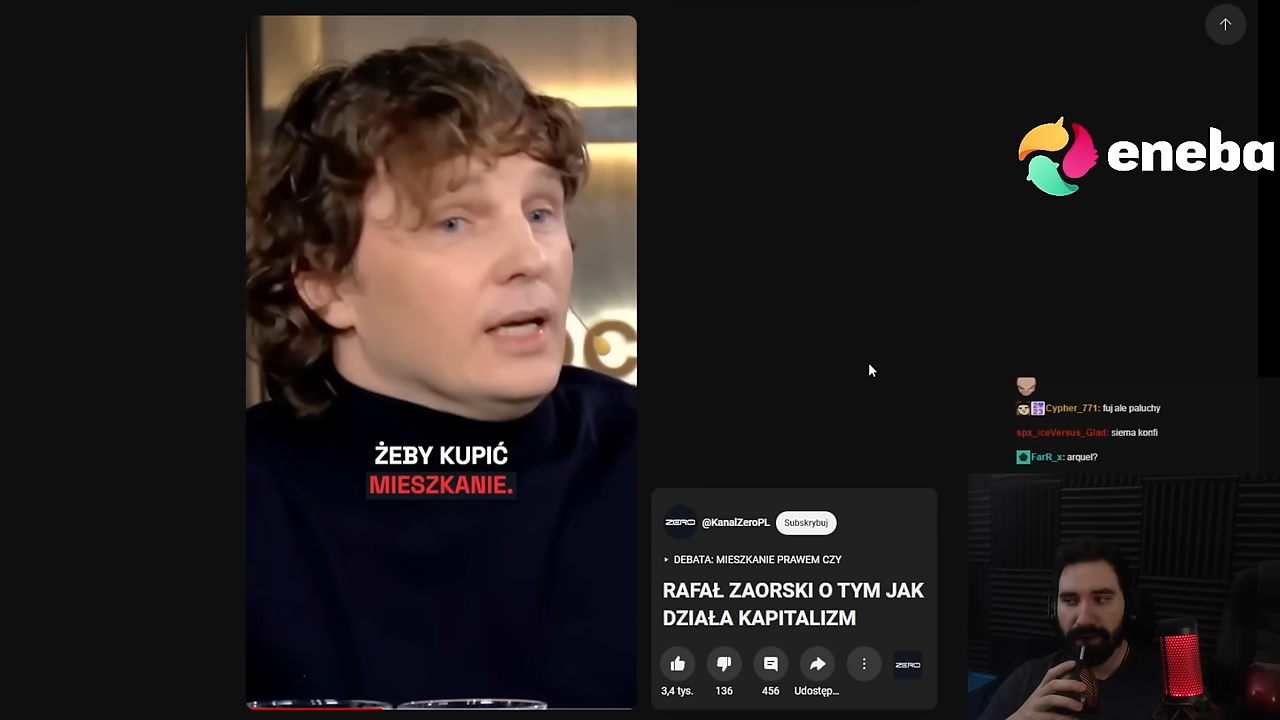 eneba
Cypher_771: fuj ale paluchy
spx_iceVersus_Glad: siema konfi
FarR_x: arquel?
ŻEBY KUPIĆ
MIESZKANIE.
ZERO @KanalZeroPL Subskrybuj
DEBATA: MIESZKANIE PRAWEM CZY
RAFAŁ ZAORSKI O TYM JAK
DZIAŁA KAPITALIZM
ZERO
3,4 tys. 136 456 Udostęp...